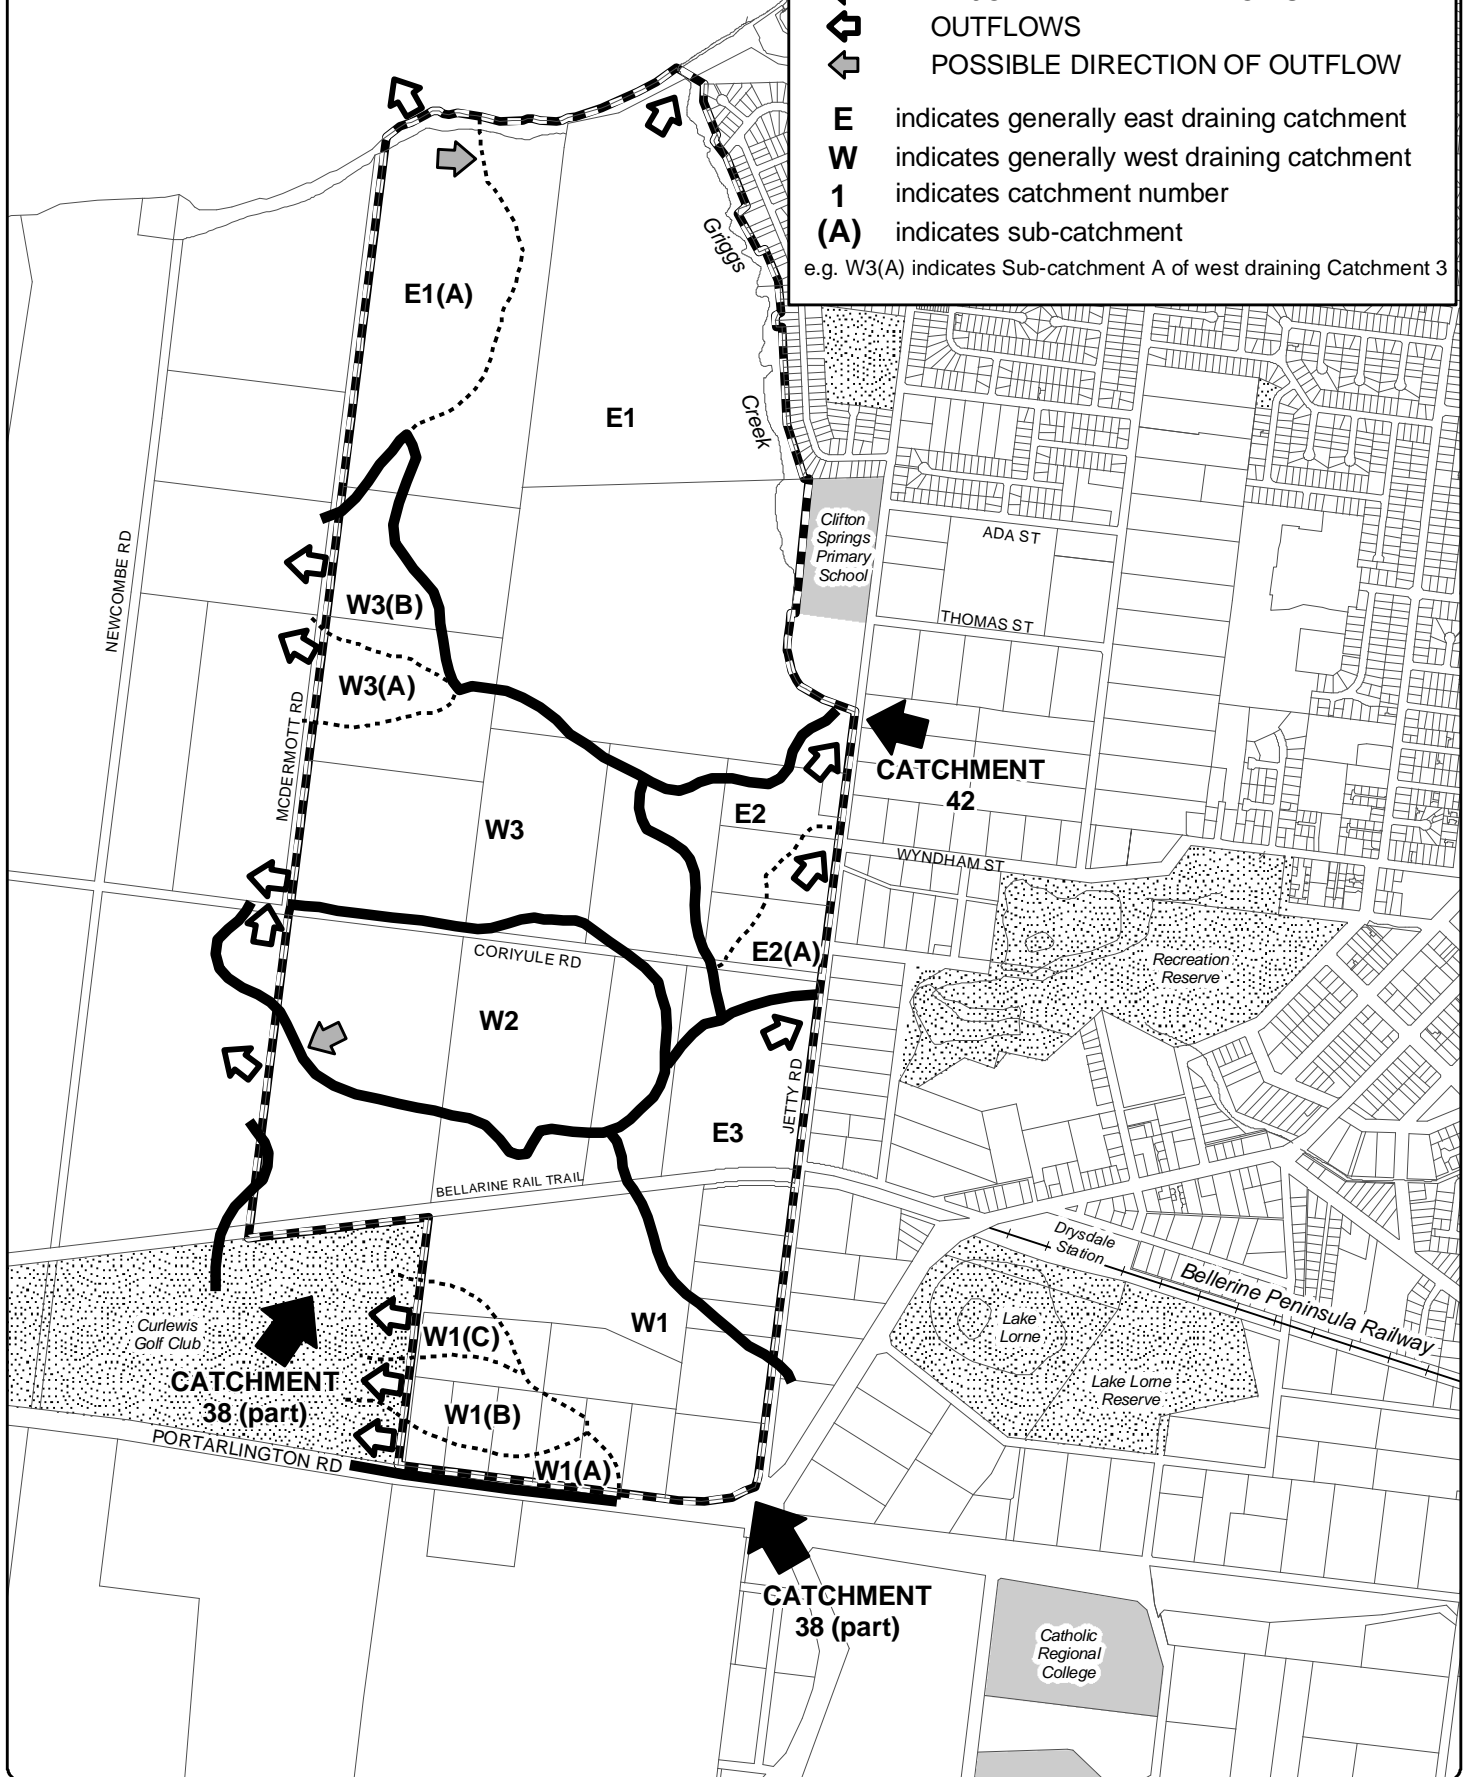 OUTFLOWS
POSSIBLE DIRECTION OF OUTFLOW
E indicates generally east draining catchment
W indicates generally west draining catchment
1 indicates catchment number
(A) indicates sub-catchment
e.g. W3(A) indicates Sub-catchment A of west draining Catchment 3
Griggs
Creek
E1(A)
E1
Clifton
Springs
Primary
School
ADA ST
THOMAS ST
NEWCOMBE RD
W3(B)
W3(A)
MCDERMOTT RD
CATCHMENT
42
E2
W3
WYNDHAM ST
E2(A)
CORIYULE RD
Recreation
Reserve
W2
JETTY RD
E3
BELLARINE RAIL TRAIL
Drysdale
Station
Bellerine Peninsula Railway
Lake
Lorne
Lake Lorne
Reserve
Curlewis
Golf Club
W1
W1(C)
CATCHMENT
38 (part)
W1(B)
PORTARLINGTON RD
W1(A)
CATCHMENT
38 (part)
Catholic
Regional
College